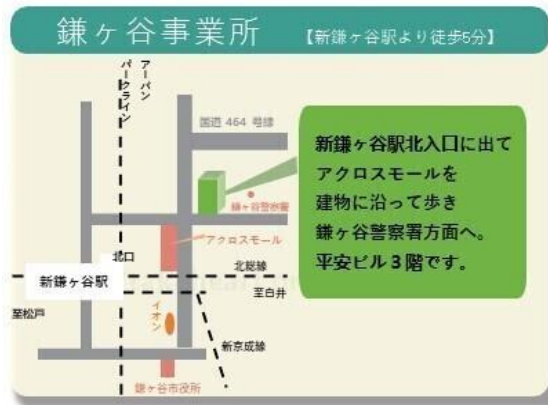 鎌ヶ谷事業所 【新鎌ヶ谷駅より徒歩5分】
アーバン
パークライン
国道 464 号線
新鎌ヶ谷駅北入口に出て
アクロスモールを
建物に沿って歩き
鎌ヶ谷警察署方面へ。
平安ビル3階です。
鎌ヶ谷警察署
アクロスモール
北口
北総線
新鎌ヶ谷駅
至白井
至松戸
イオン
新京成線
鎌ヶ谷市役所